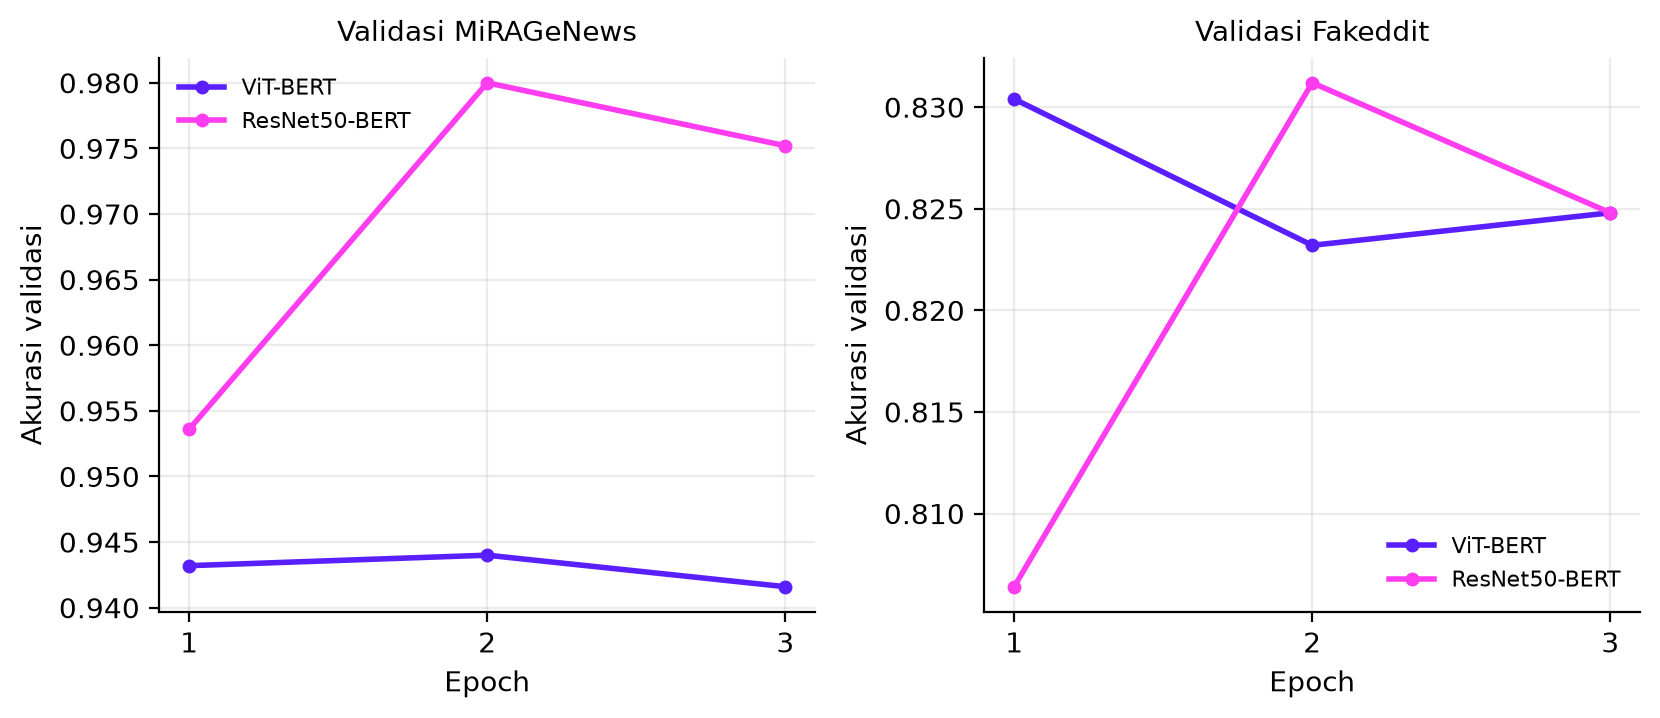 Validasi MiRAGeNews
0.980
0.975
0.970
0.965
0.960
0.955
0.950
0.945
0.940
Akurasi validasi
ViT-BERT
ResNet50-BERT
1 2 3
Epoch
Validasi Fakeddit
0.830
0.825
0.820
0.815
0.810
Akurasi validasi
ViT-BERT
ResNet50-BERT
1 2 3
Epoch